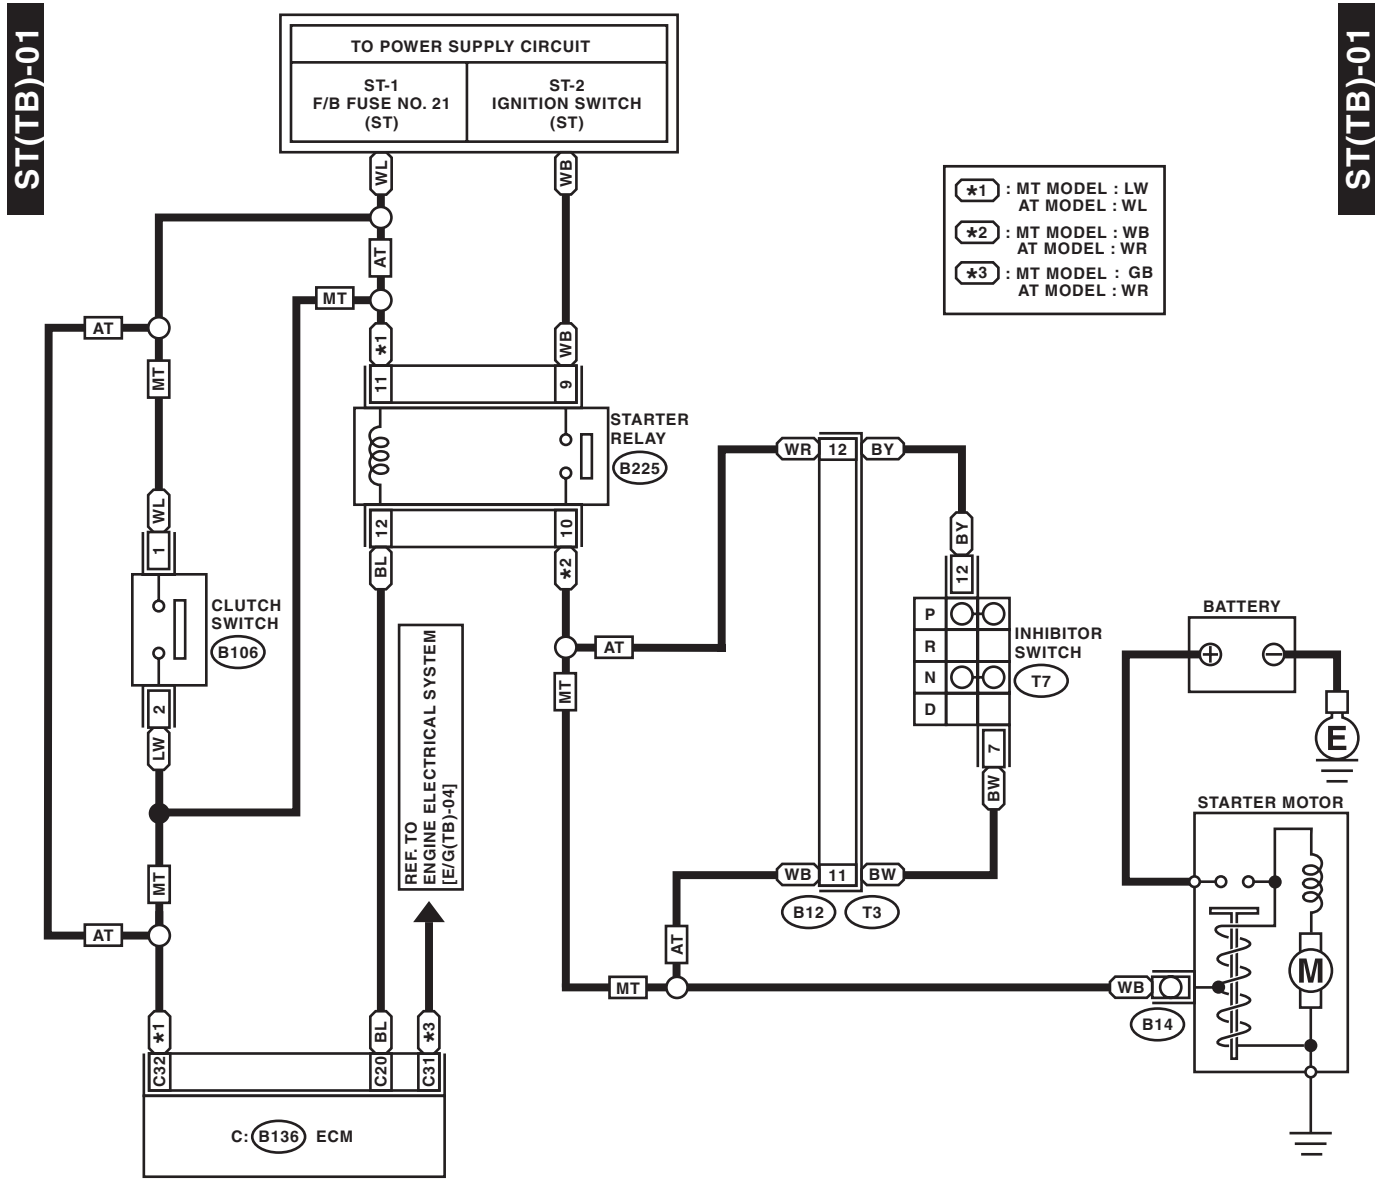 ST(TB)-01
ST(TB)-01
TO POWER SUPPLY CIRCUIT
ST-1
F/B FUSE NO. 21
(ST)
ST-2
IGNITION SWITCH
(ST)
WL
WB
*1 : MT MODEL : LW
AT MODEL : WL
*2 : MT MODEL : WB
AT MODEL : WR
*3 : MT MODEL : GB
AT MODEL : WR
AT
MT
AT
MT
*1
WB
11
9
STARTER
RELAY
B225
12
10
BL
*2
WL
1
CLUTCH
SWITCH
B106
2
LW
MT
AT
*1
C32
BL
C20
*3
C31
C: B136 ECM
REF. TO
ENGINE ELECTRICAL SYSTEM
[E/G(TB)-04]
AT
MT
WR
12
BY
BY
12
P
R
N
D
INHIBITOR
SWITCH
T7
7
BW
WB
11
BW
B12
T3
AT
MT
WB
B14
BATTERY
+
−
E
STARTER MOTOR
M